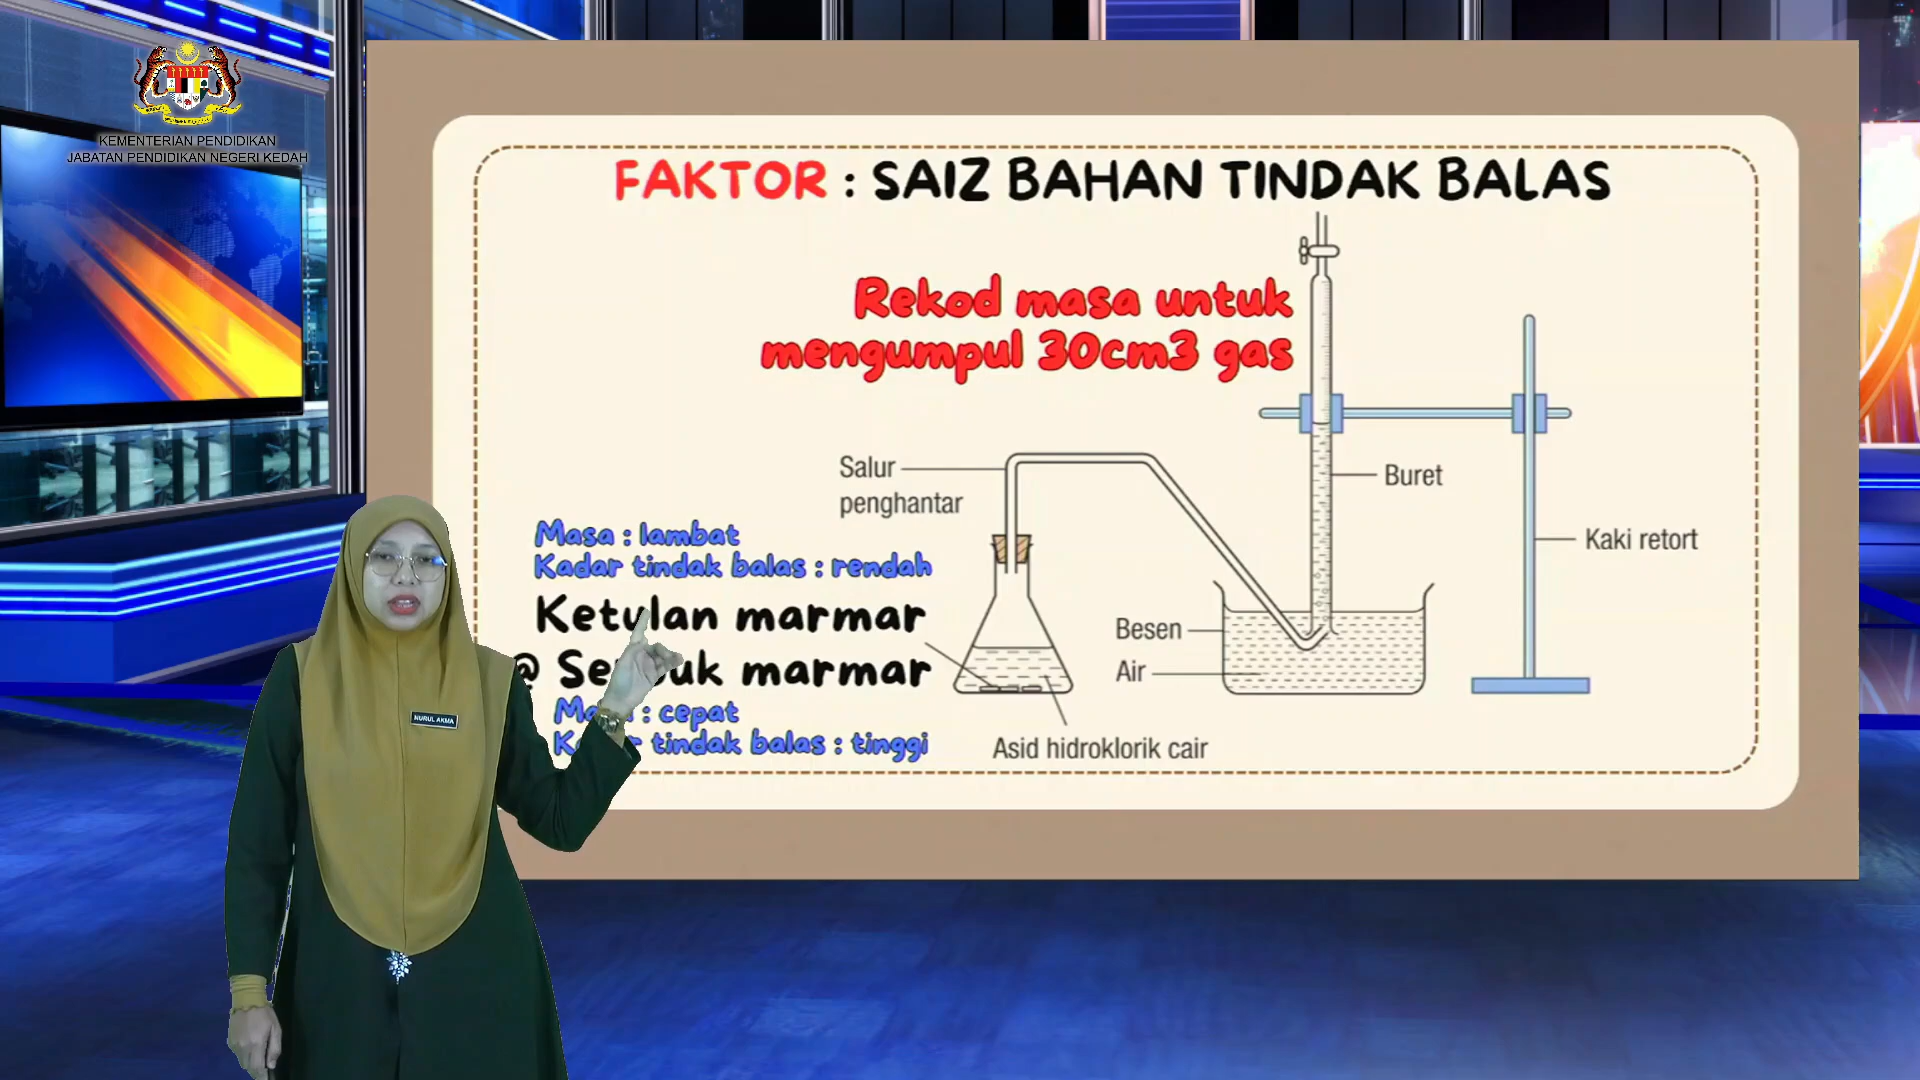 KEMENTERIAN PENDIDIKAN
JABATAN PENDIDIKAN NEGERI KEDAH
FAKTOR : SAIZ BAHAN TINDAK BALAS
Rekod masa untuk
mengumpul 30cm3 gas
Salur
penghantar
Buret
Kaki retort
Masa : lambat
Kadar tindak balas : rendah
Ketulan marmar
@ marmar
Besen
Air
: cepat
tindak balas : tinggi
Asid hidroklorik cair
NURUL AKMA